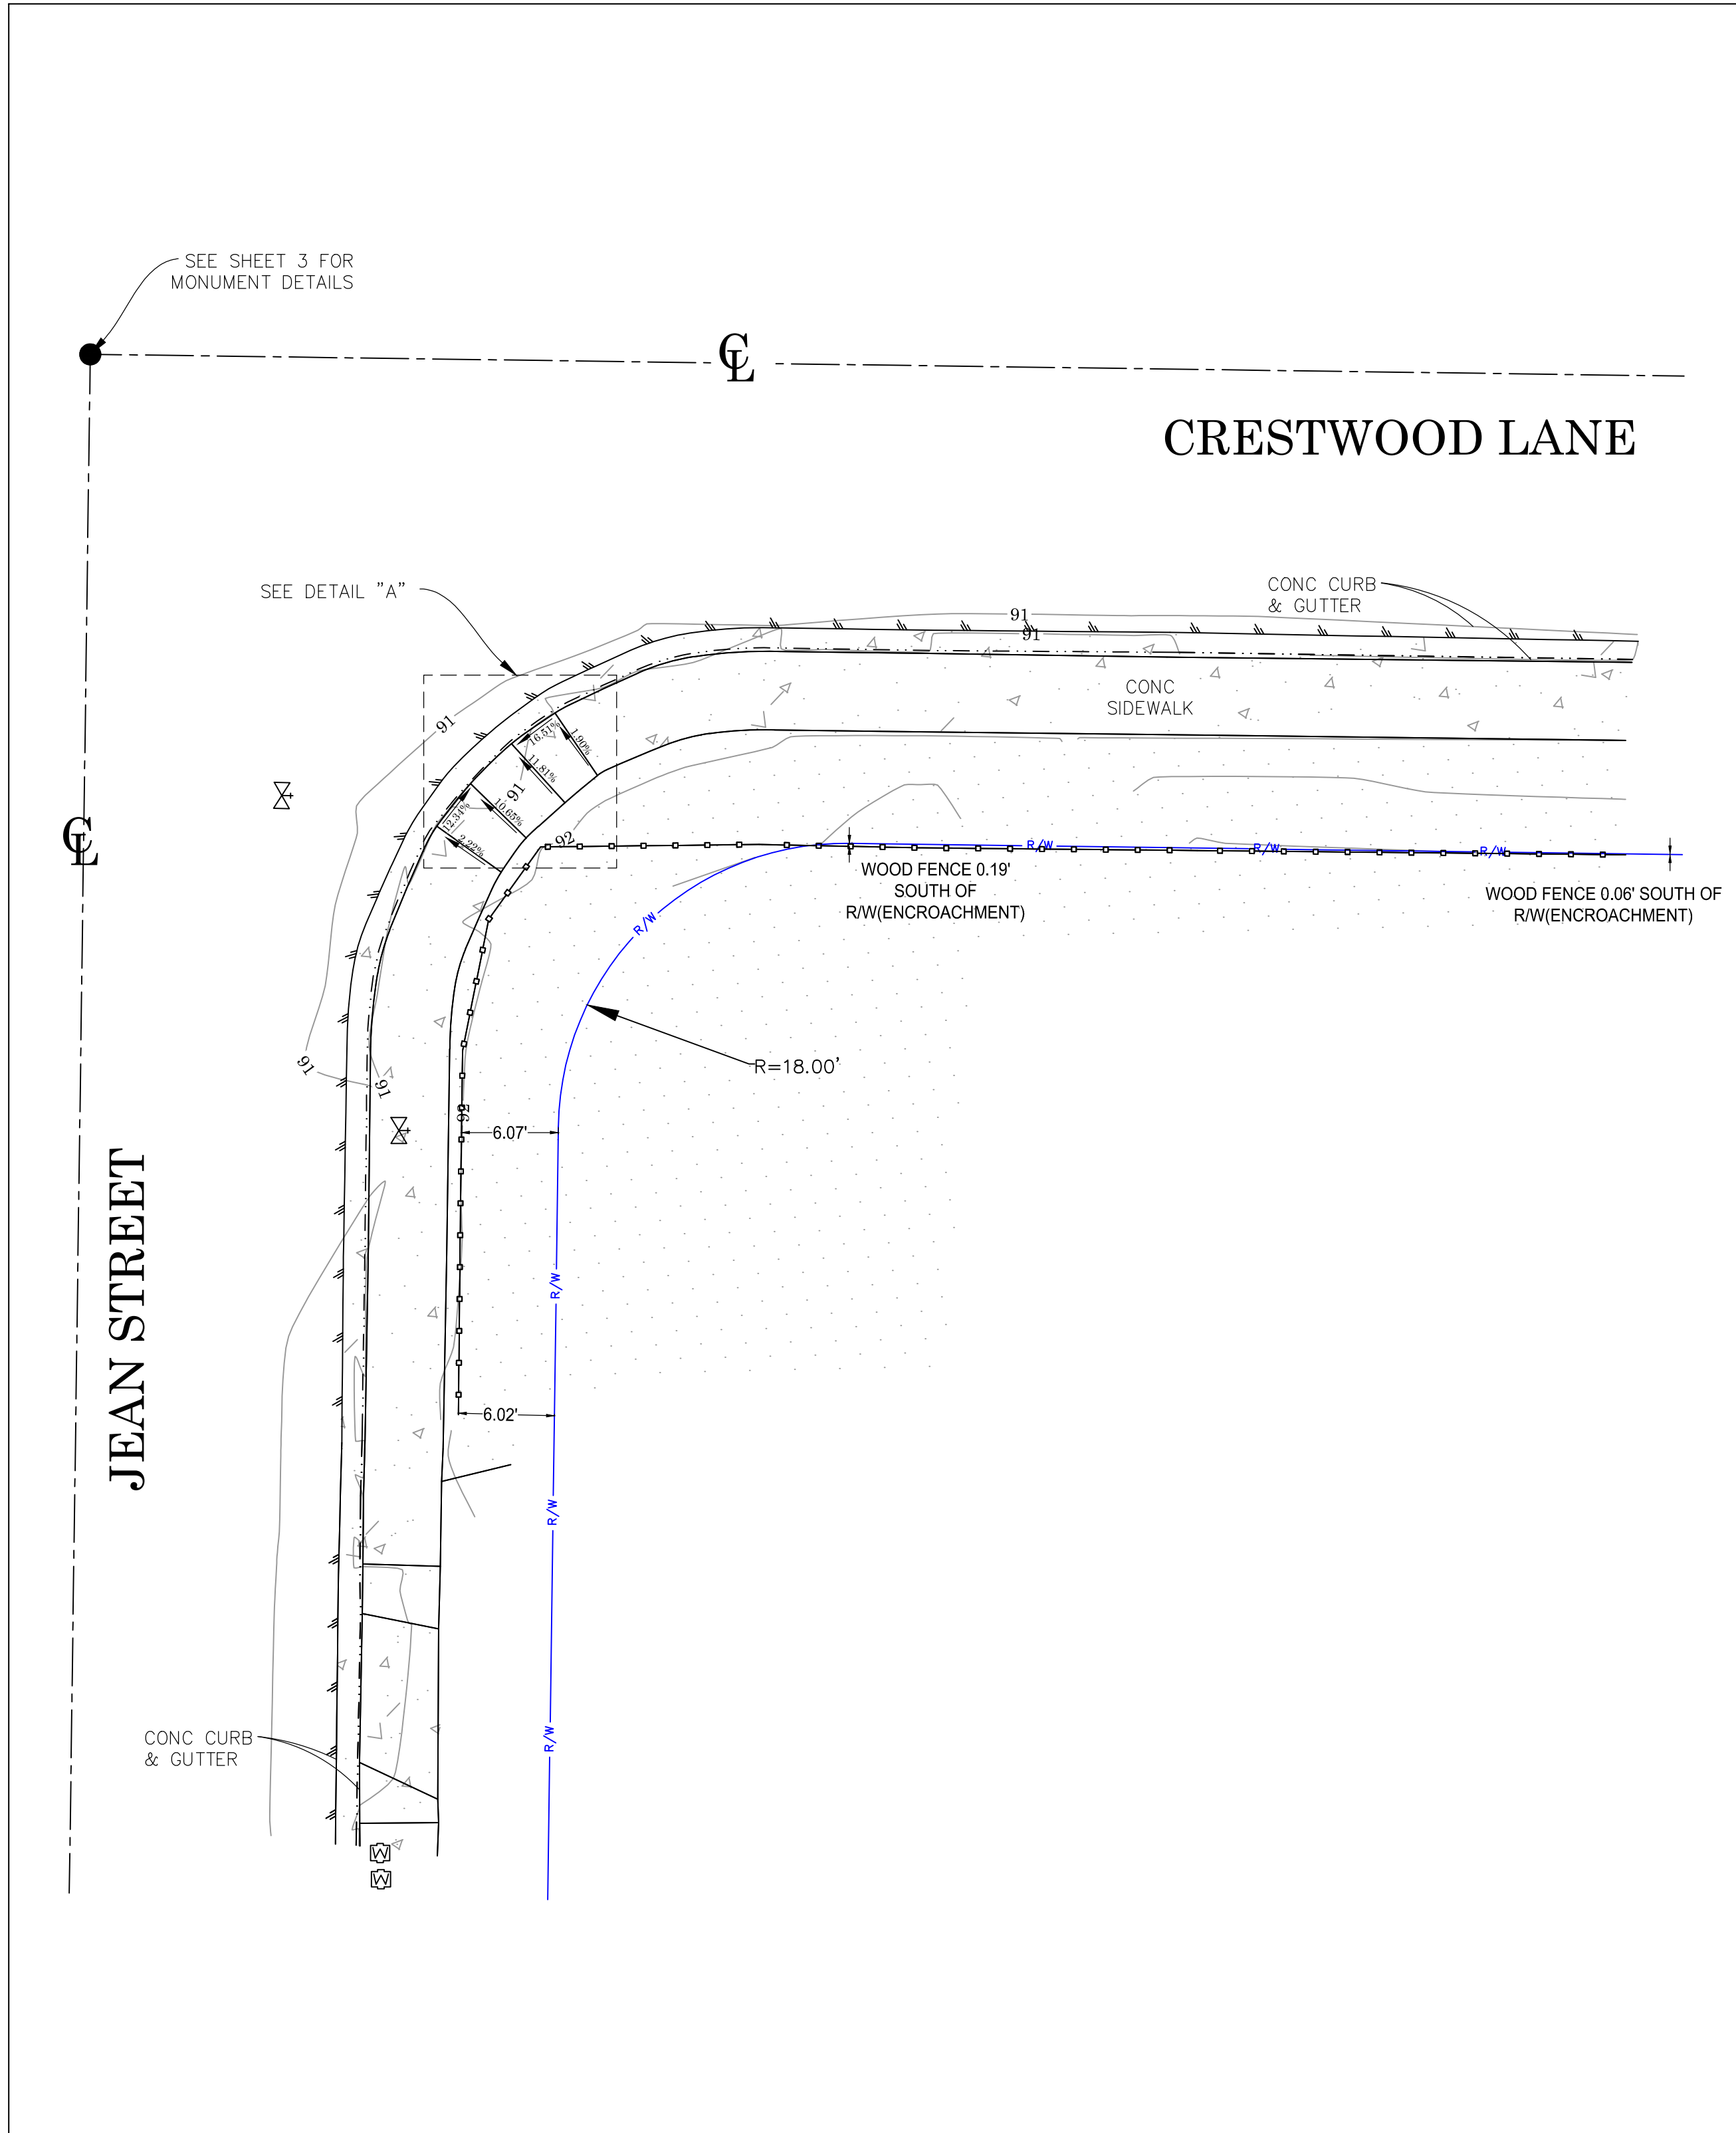 SEE SHEET 3 FOR
MONUMENT DETAILS
CL
CRESTWOOD LANE
SEE DETAIL "A"
CONC CURB
& GUTTER
91
91
CONC
SIDEWALK
91
16.51%
1.90%
11.81%
91
10.65%
12.34%
2.22%
92
CL
R/W
R/W
R/W
WOOD FENCE 0.19'
SOUTH OF
R/W(ENCROACHMENT)
WOOD FENCE 0.06' SOUTH OF
R/W(ENCROACHMENT)
R/W
91
91
R=18.00'
92
6.07'
JEAN STREET
R/W
6.02'
R/W
R/W
CONC CURB
& GUTTER
W
W